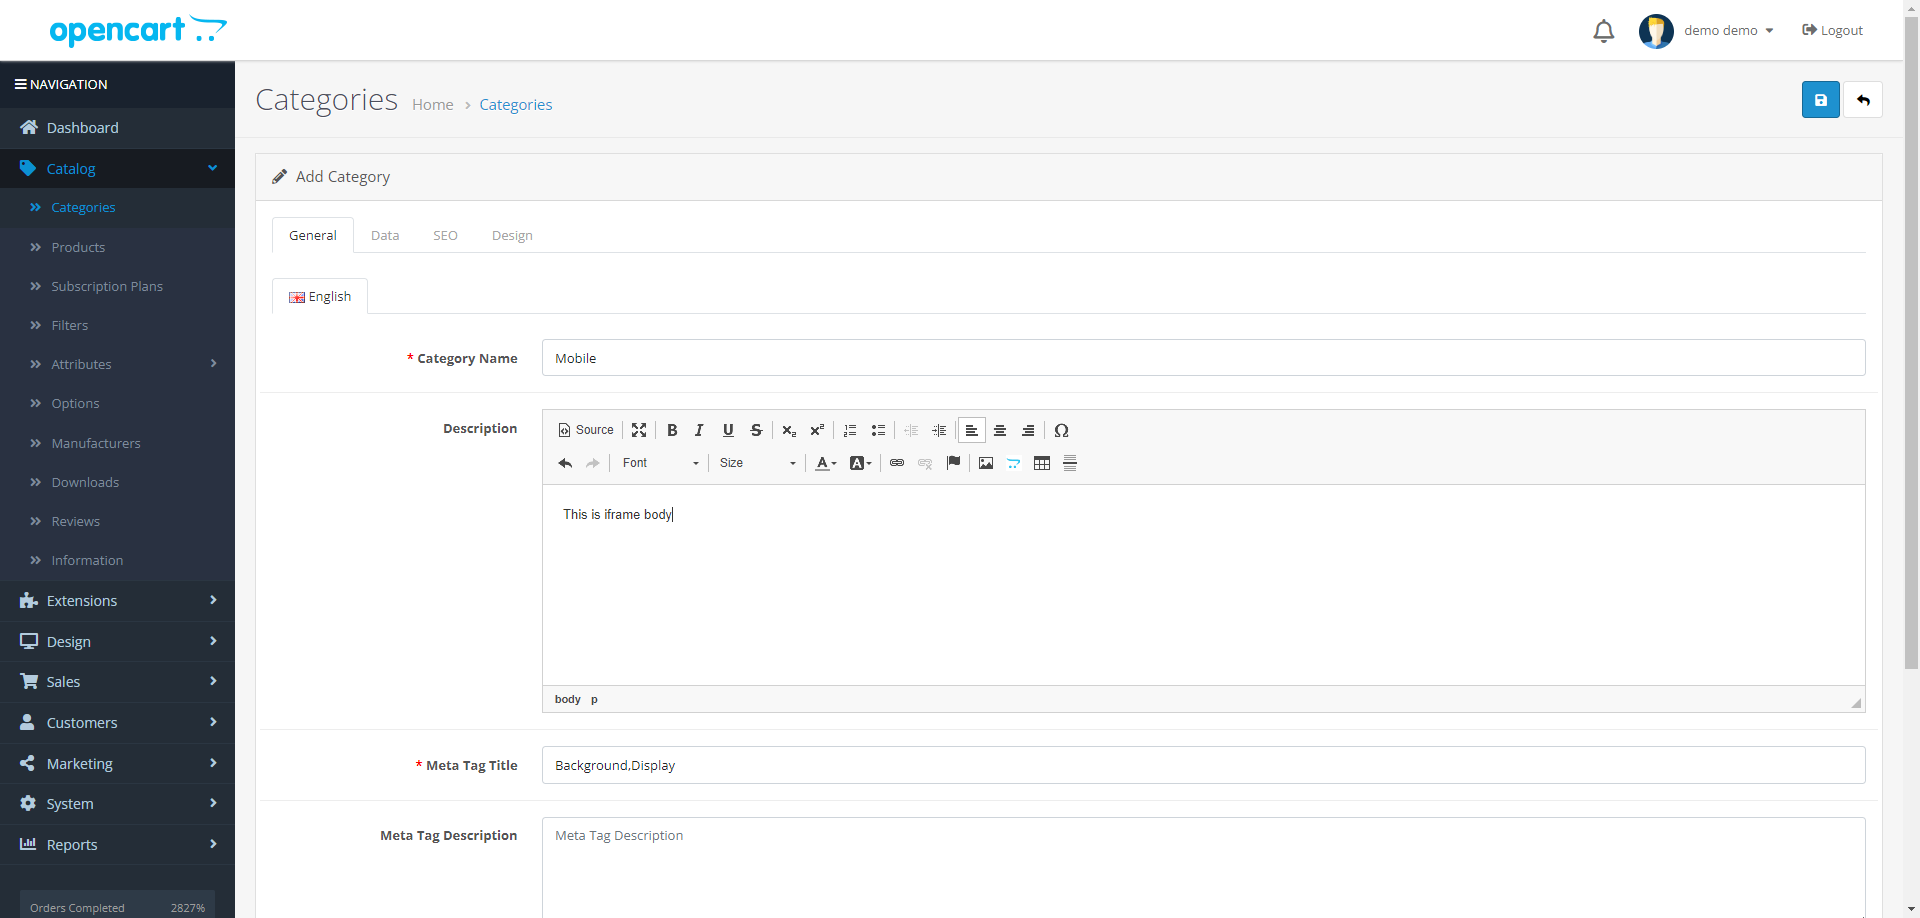 opencart
demo demo
Logout
NAVIGATION
Dashboard
Catalog
Categories
Products
Subscription Plans
Filters
Attributes
Options
Manufacturers
Downloads
Reviews
Information
Extensions
Design
Sales
Customers
Marketing
System
Reports
Orders Completed 2827%
Categories Home › Categories
Add Category
General Data SEO Design
English
* Category Name Mobile
Description
Source B I U S x₂ x² Ω
Font Size A A
This is iframe body
body p
* Meta Tag Title Background,Display
Meta Tag Description Meta Tag Description